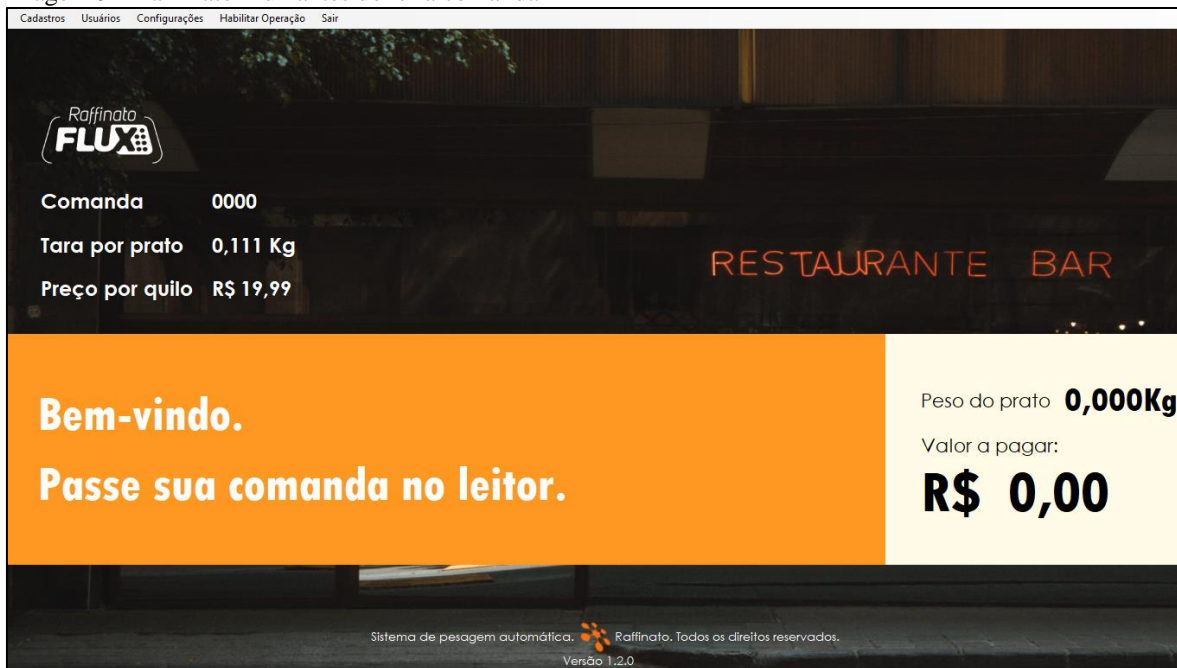 Cadastros Usuários Configurações Habilitar Operação Sair
Raffinato
FLUX
Comanda 0000
Tara por prato 0,111 Kg
Preço por quilo R$ 19,99
RESTAURANTE BAR
Bem-vindo.
Passe sua comanda no leitor.
Peso do prato 0,000Kg
Valor a pagar:
R$ 0,00
Sistema de pesagem automática. Raffinato. Todos os direitos reservados.
Versão 1.2.0